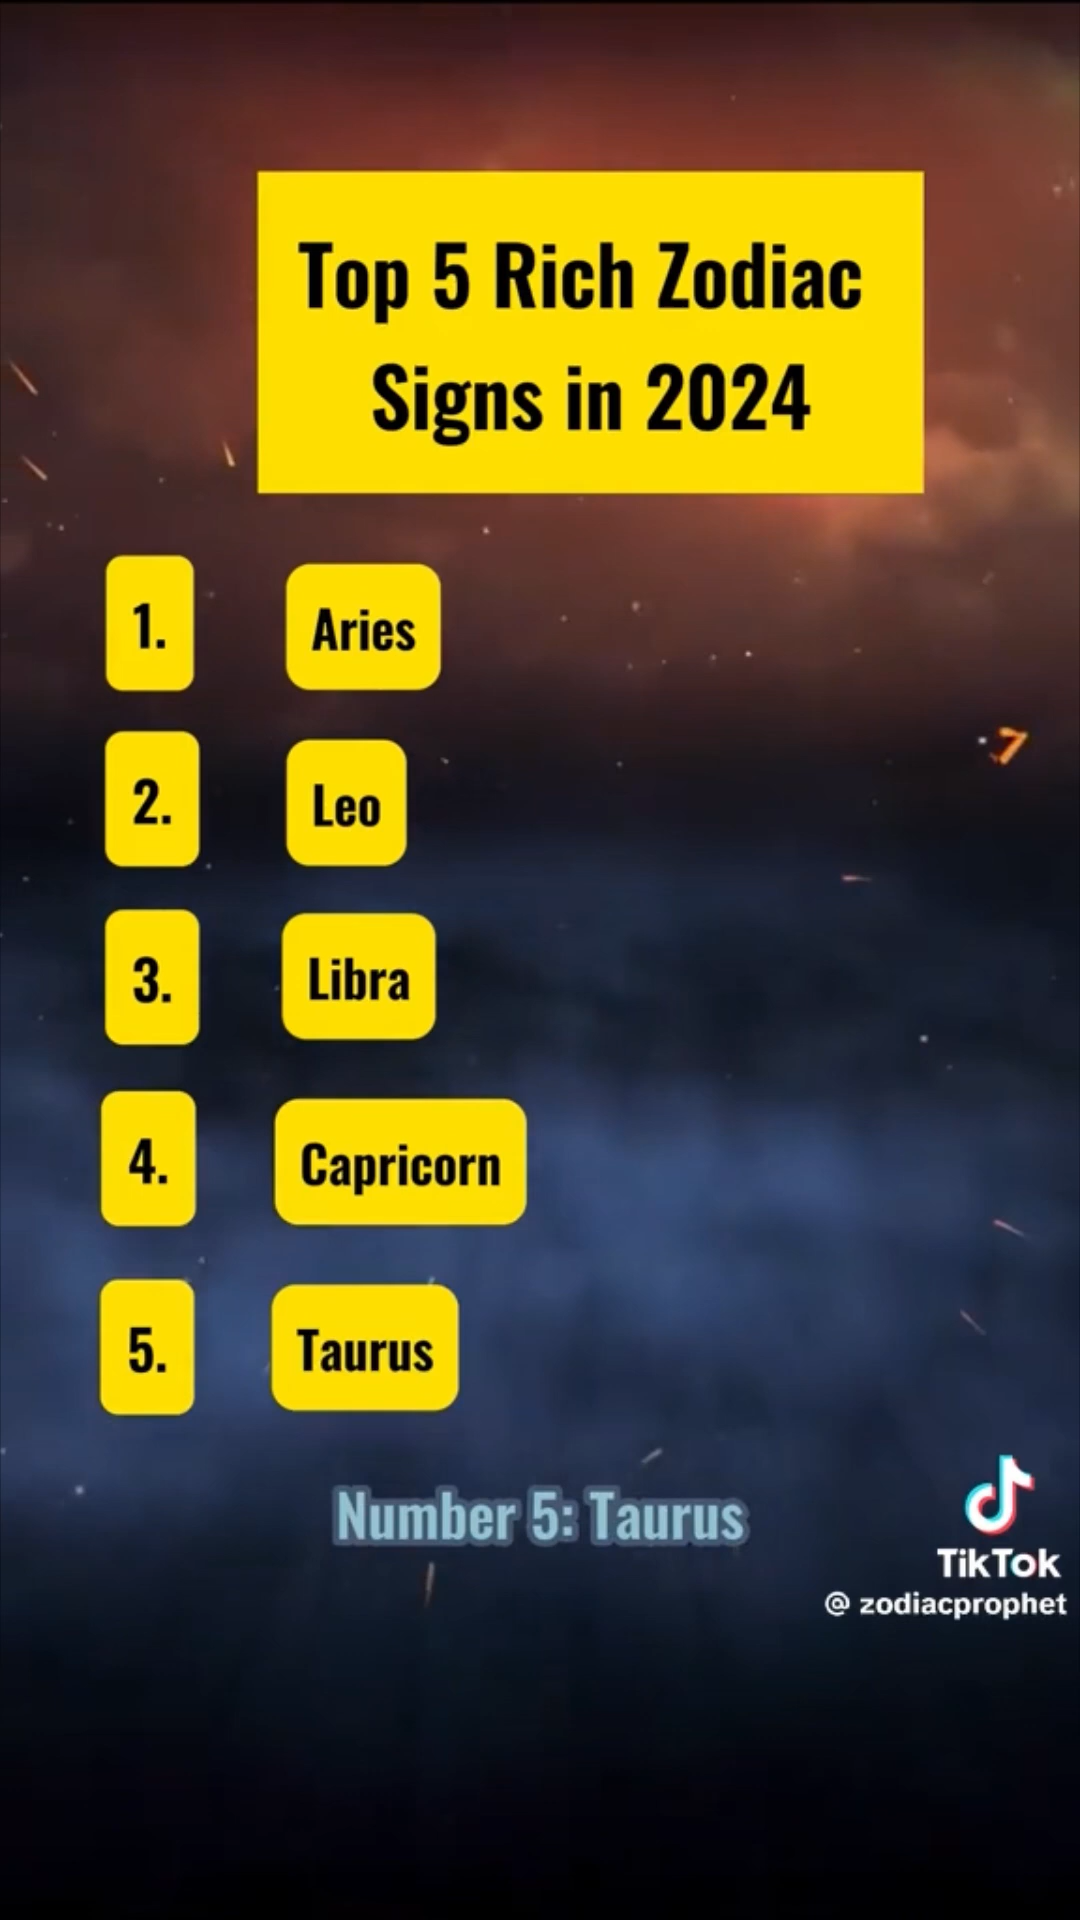 Top 5 Rich Zodiac
Signs in 2024
1. Aries
2. Leo
3. Libra
4. Capricorn
5. Taurus
Number 5: Taurus
TikTok
@ zodiacprophet